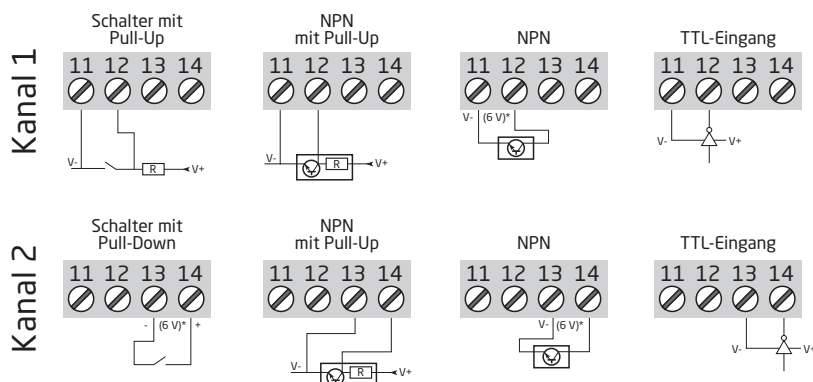 Kanal 1
Schalter mit
Pull-Up
11 12 13 14
V-
R
V+
NPN
mit Pull-Up
11 12 13 14
V-
R
V+
NPN
11 12 13 14
V- (6 V)*
TTL-Eingang
11 12 13 14
V-
V+
Kanal 2
Schalter mit
Pull-Down
11 12 13 14
- (6 V)* +
NPN
mit Pull-Up
11 12 13 14
V-
R
V+
NPN
11 12 13 14
V- (6 V)*
TTL-Eingang
11 12 13 14
V-
V+